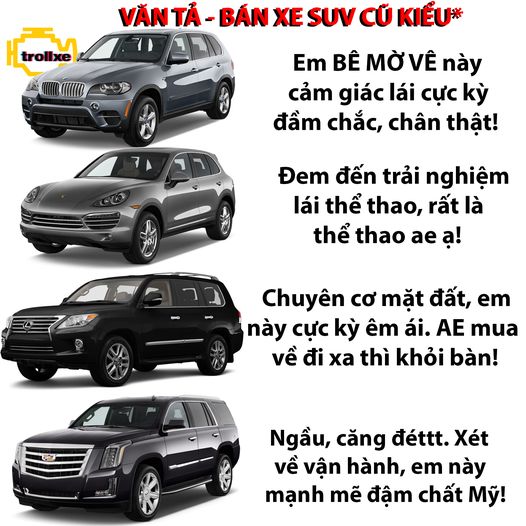 VĂN TẢ - BÁN XE SUV CŨ KIỂU*
trollxe
Em BÊ MỜ VÊ này
cảm giác lái cực kỳ
đầm chắc, chân thật!
Đem đến trải nghiệm
lái thể thao, rất là
thể thao ae ạ!
Chuyên cơ mặt đất, em
này cực kỳ êm ái. AE mua
về đi xa thì khỏi bàn!
Ngầu, căng đéttt. Xét
về vận hành, em này
mạnh mẽ đậm chất Mỹ!